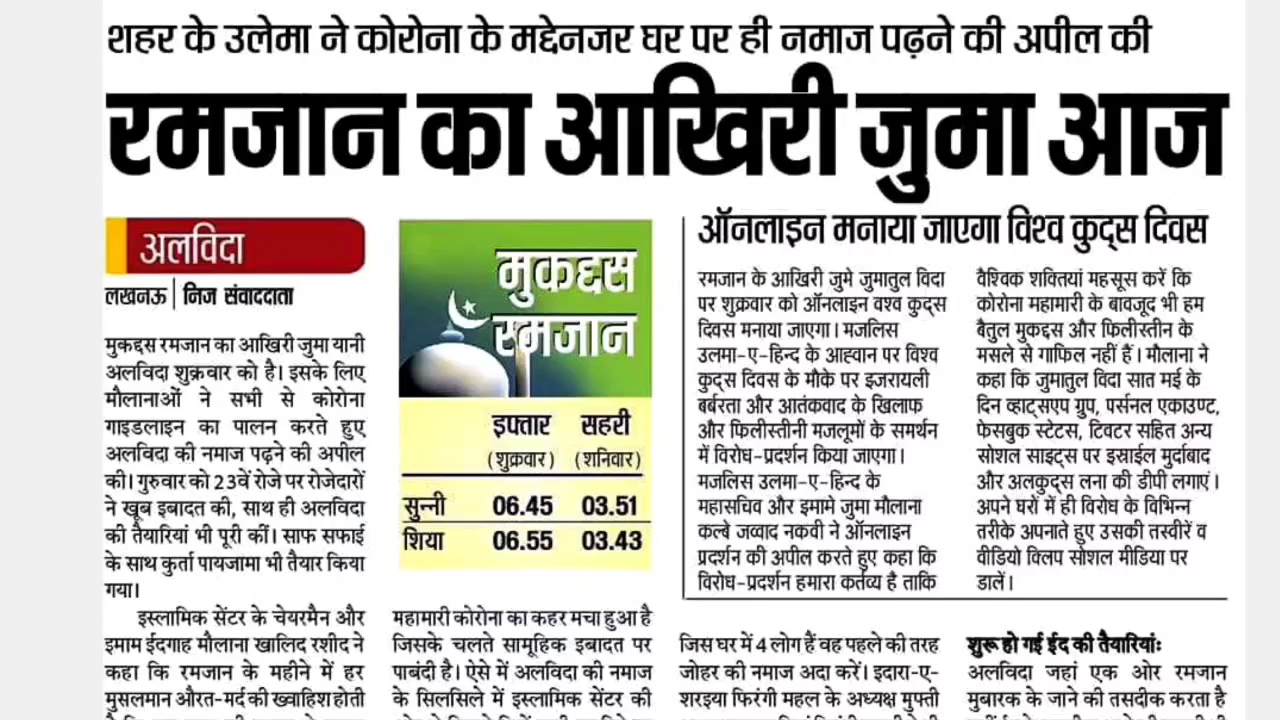 शहर के उलेमा ने कोरोना के मद्देनजर घर पर ही नमाज पढ़ने की अपील की
रमजान का आखिरी जुमा आज
अलविदा
लखनऊ | निज संवाददाता
मुकद्दस रमजान का आखिरी जुमा यानी
अलविदा शुक्रवार को है। इसके लिए
मौलानाओं ने सभी से कोरोना
गाइडलाइन का पालन करते हुए
अलविदा की नमाज पढ़ने की अपील
की। गुरुवार को 23वें रोजे पर रोजेदारों
ने खूब इबादत की, साथ ही अलविदा
की तैयारियां भी पूरी कीं। साफ सफाई
के साथ कुर्ता पायजामा भी तैयार किया
गया।
इस्लामिक सेंटर के चेयरमैन और
इमाम ईदगाह मौलाना खालिद रशीद ने
कहा कि रमजान के महीने में हर
मुसलमान औरत-मर्द की ख्वाहिश होती
मुकद्दस
रमजान
इफ्तार सहरी
(शुक्रवार) (शनिवार)
सुन्नी 06.45 03.51
शिया 06.55 03.43
महामारी कोरोना का कहर मचा हुआ है
जिसके चलते सामूहिक इबादत पर
पाबंदी है। ऐसे में अलविदा की नमाज
के सिलसिले में इस्लामिक सेंटर की
ऑनलाइन मनाया जाएगा विश्व कुद्स दिवस
रमजान के आखिरी जुमे जुमातुल विदा
पर शुक्रवार को ऑनलाइन वश्व कुद्स
दिवस मनाया जाएगा। मजलिस
उलमा-ए-हिन्द के आह्वान पर विश्व
कुद्स दिवस के मौके पर इजरायली
बर्बरता और आतंकवाद के खिलाफ
और फिलीस्तीनी मजलूमों के समर्थन
में विरोध-प्रदर्शन किया जाएगा।
मजलिस उलमा-ए-हिन्द के
महासचिव और इमामे जुमा मौलाना
कल्बे जव्वाद नकवी ने ऑनलाइन
प्रदर्शन की अपील करते हुए कहा कि
विरोध-प्रदर्शन हमारा कर्तव्य है ताकि
वैश्विक शक्तियां महसूस करें कि
कोरोना महामारी के बावजूद भी हम
बैतुल मुकद्दस और फिलीस्तीन के
मसले से गाफिल नहीं हैं। मौलाना ने
कहा कि जुमातुल विदा सात मई के
दिन व्हाट्सएप ग्रुप, पर्सनल एकाउण्ट,
फेसबुक स्टेटस, टिवटर सहित अन्य
सोशल साइट्स पर इस्राईल मुर्दाबाद
और अलकुद्स लना की डीपी लगाएं।
अपने घरों में ही विरोध के विभिन्न
तरीके अपनाते हुए उसकी तस्वीरें व
वीडियो क्लिप सोशल मीडिया पर
डालें।
जिस घर में 4 लोग हैं वह पहले की तरह
जोहर की नमाज अदा करें। इदारा-ए-
शरइया फिरंगी महल के अध्यक्ष मुफ्ती
शुरू हो गई ईद की तैयारियां:
अलविदा जहां एक ओर रमजान
मुबारक के जाने की तसदीक करता है